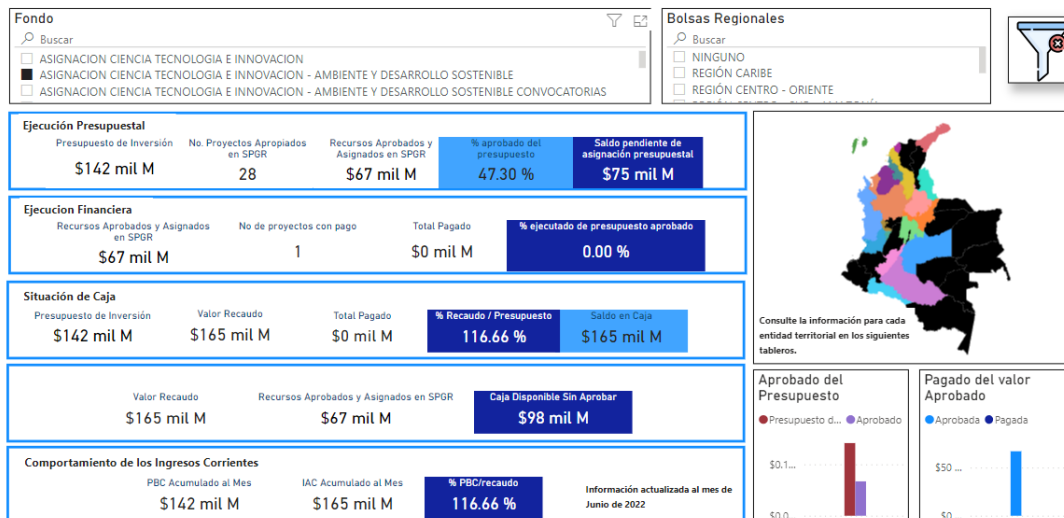 Fondo
Buscar
ASIGNACION CIENCIA TECNOLOGIA E INNOVACION
ASIGNACION CIENCIA TECNOLOGIA E INNOVACION - AMBIENTE Y DESARROLLO SOSTENIBLE
ASIGNACION CIENCIA TECNOLOGIA E INNOVACION - AMBIENTE Y DESARROLLO SOSTENIBLE CONVOCATORIAS
Bolsas Regionales
Buscar
NINGUNO
REGIÓN CARIBE
REGIÓN CENTRO - ORIENTE
Ejecución Presupuestal
Presupuesto de Inversión
$142 mil M
No. Proyectos Apropiados
en SPGR
28
Recursos Aprobados y
Asignados en SPGR
$67 mil M
% aprobado del
presupuesto
47.30 %
Saldo pendiente de
asignación presupuestal
$75 mil M
Ejecucion Financiera
Recursos Aprobados y Asignados
en SPGR
$67 mil M
No de proyectos con pago
1
Total Pagado
$0 mil M
% ejecutado de presupuesto aprobado
0.00 %
Situación de Caja
Presupuesto de Inversión
$142 mil M
Valor Recaudo
$165 mil M
Total Pagado
$0 mil M
% Recaudo / Presupuesto
116.66 %
Saldo en Caja
$165 mil M
Valor Recaudo
$165 mil M
Recursos Aprobados y Asignados en SPGR
$67 mil M
Caja Disponible Sin Aprobar
$98 mil M
Comportamiento de los Ingresos Corrientes
PBC Acumulado al Mes
$142 mil M
IAC Acumulado al Mes
$165 mil M
% PBC/recaudo
116.66 %
Información actualizada al mes de
Junio de 2022
Consulte la información para cada
entidad territorial en los siguientes
tableros.
Aprobado del
Presupuesto
Presupuesto d... Aprobado
$0.1...
$0.0...
Pagado del valor
Aprobado
Aprobada Pagada
$50 ...
$0